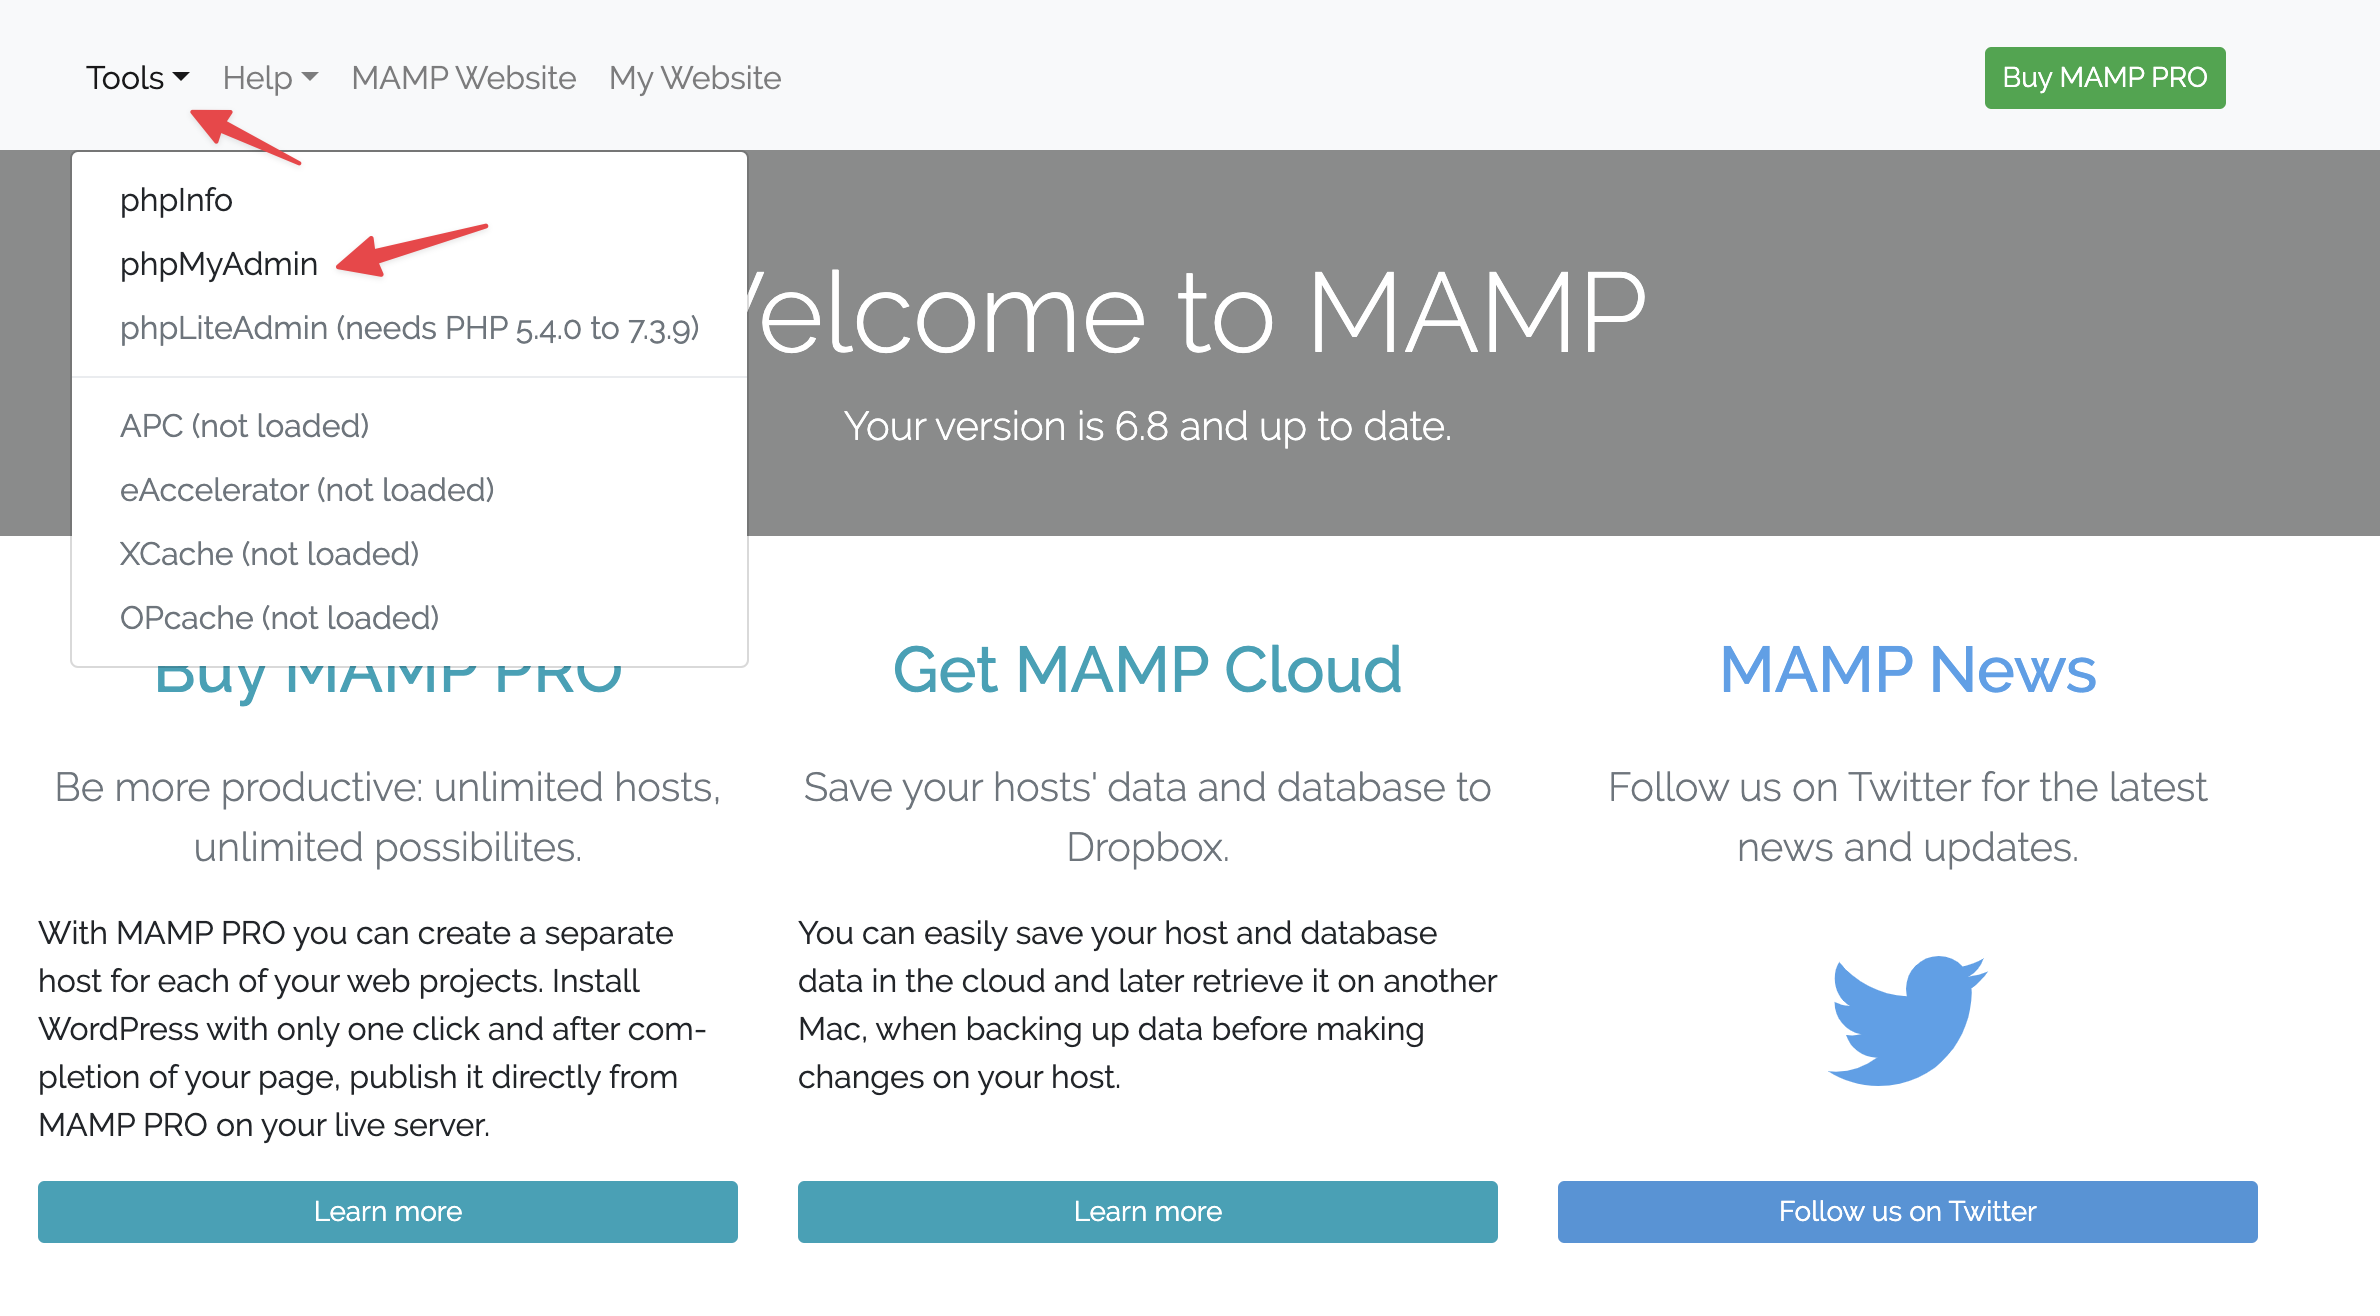 Tools Help MAMP Website My Website Buy MAMP PRO
phpInfo
phpMyAdmin
phpLiteAdmin (needs PHP 5.4.0 to 7.3.9)
APC (not loaded)
eAccelerator (not loaded)
XCache (not loaded)
OPcache (not loaded)
Welcome to MAMP
Your version is 6.8 and up to date.
Buy MAMP PRO
Be more productive: unlimited hosts,
unlimited possibilites.
With MAMP PRO you can create a separate
host for each of your web projects. Install
WordPress with only one click and after com-
pletion of your page, publish it directly from
MAMP PRO on your live server.
Learn more
Get MAMP Cloud
Save your hosts' data and database to
Dropbox.
You can easily save your host and database
data in the cloud and later retrieve it on another
Mac, when backing up data before making
changes on your host.
Learn more
MAMP News
Follow us on Twitter for the latest
news and updates.
Follow us on Twitter